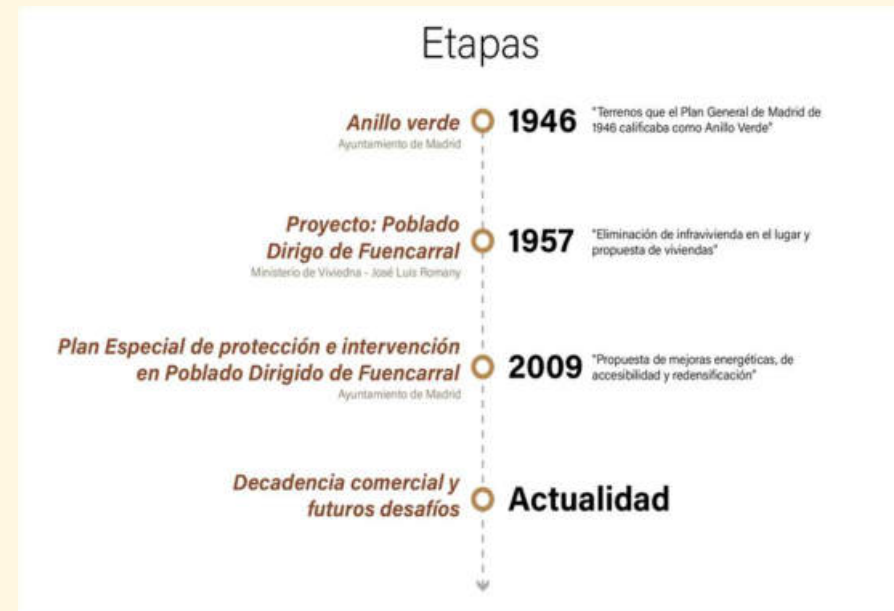 Etapas
Anillo verde
Ayuntamiento de Madrid
1946
"Terrenos que el Plan General de Madrid de
1946 calificaba como Anillo Verde"
Proyecto: Poblado
Dirigo de Fuencarral
Ministerio de Viviedna - José Luis Romany
1957
"Eliminación de infravivienda en el lugar y
propuesta de viviendas"
Plan Especial de protección e intervención
en Poblado Dirigido de Fuencarral
Ayuntamiento de Madrid
2009
"Propuesta de mejoras energéticas, de
accesibilidad y redensificación"
Decadencia comercial y
futuros desafíos
Actualidad